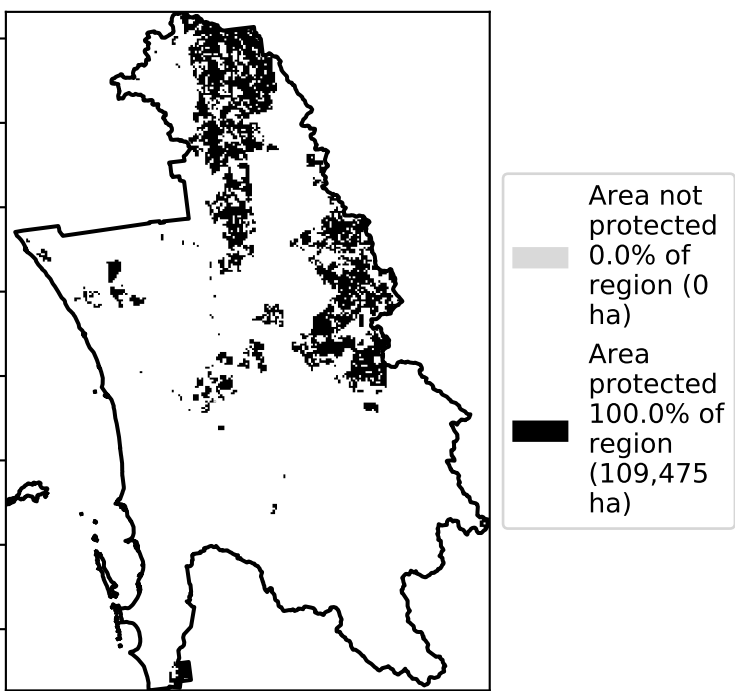 Area not
protected
0.0% of
region (0
ha)
Area
protected
100.0% of
region
(109,475
ha)